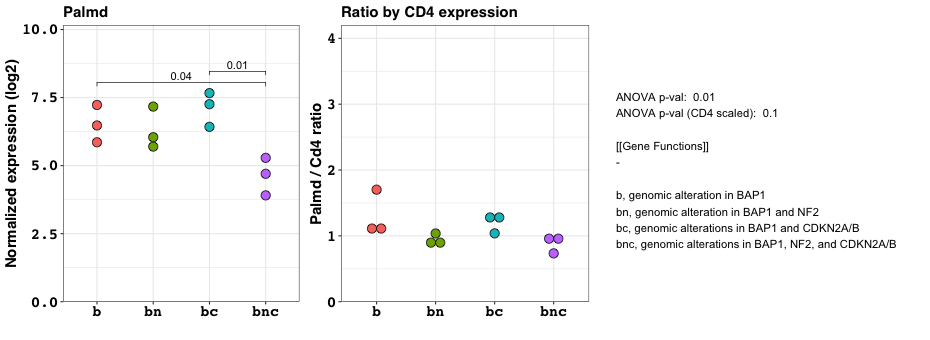 Palmd
Normalized expression (log2)
10.0
7.5
5.0
2.5
0.0
0.04
0.01
b
bn
bc
bnc
Ratio by CD4 expression
Palmd / Cd4 ratio
4
3
2
1
0
b
bn
bc
bnc
ANOVA p-val:  0.01
ANOVA p-val (CD4 scaled):  0.1
[[Gene Functions]]
-
b, genomic alteration in BAP1
bn, genomic alteration in BAP1 and NF2
bc, genomic alterations in BAP1 and CDKN2A/B
bnc, genomic alterations in BAP1, NF2, and CDKN2A/B